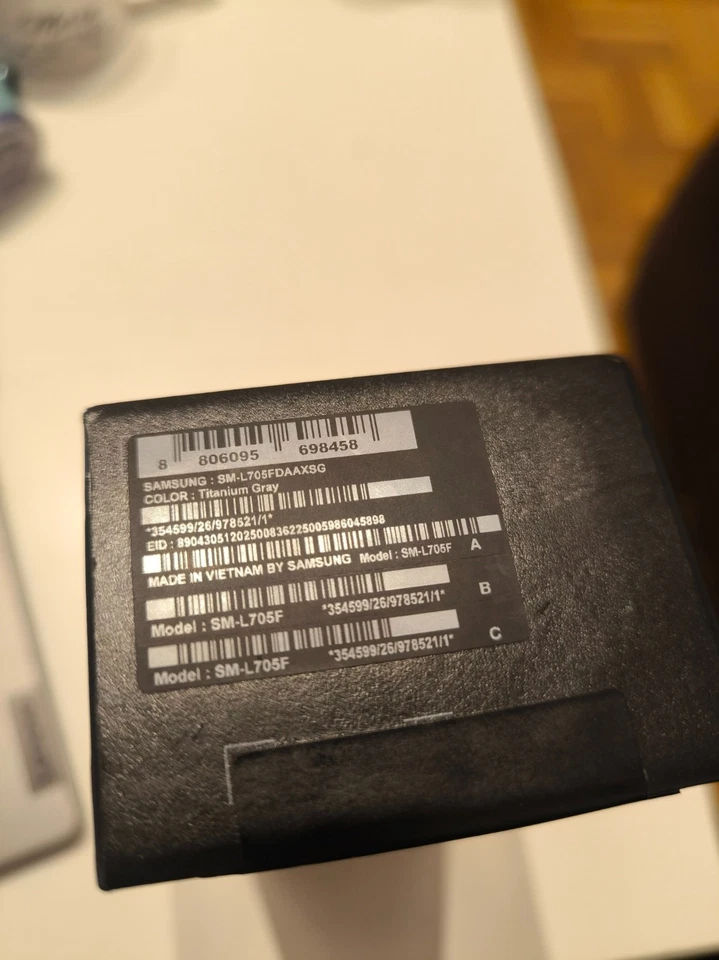 8 806095 698458
SAMSUNG : SM-L705FDAAXSG
COLOR : Titanium Gray
*354599/26/978521/1*
EID : 89043051202500836225005986045898
MADE IN VIETNAM BY SAMSUNG Model : SM-L705F A
Model : SM-L705F *354599/26/978521/1* B
Model : SM-L705F *354599/26/978521/1* C